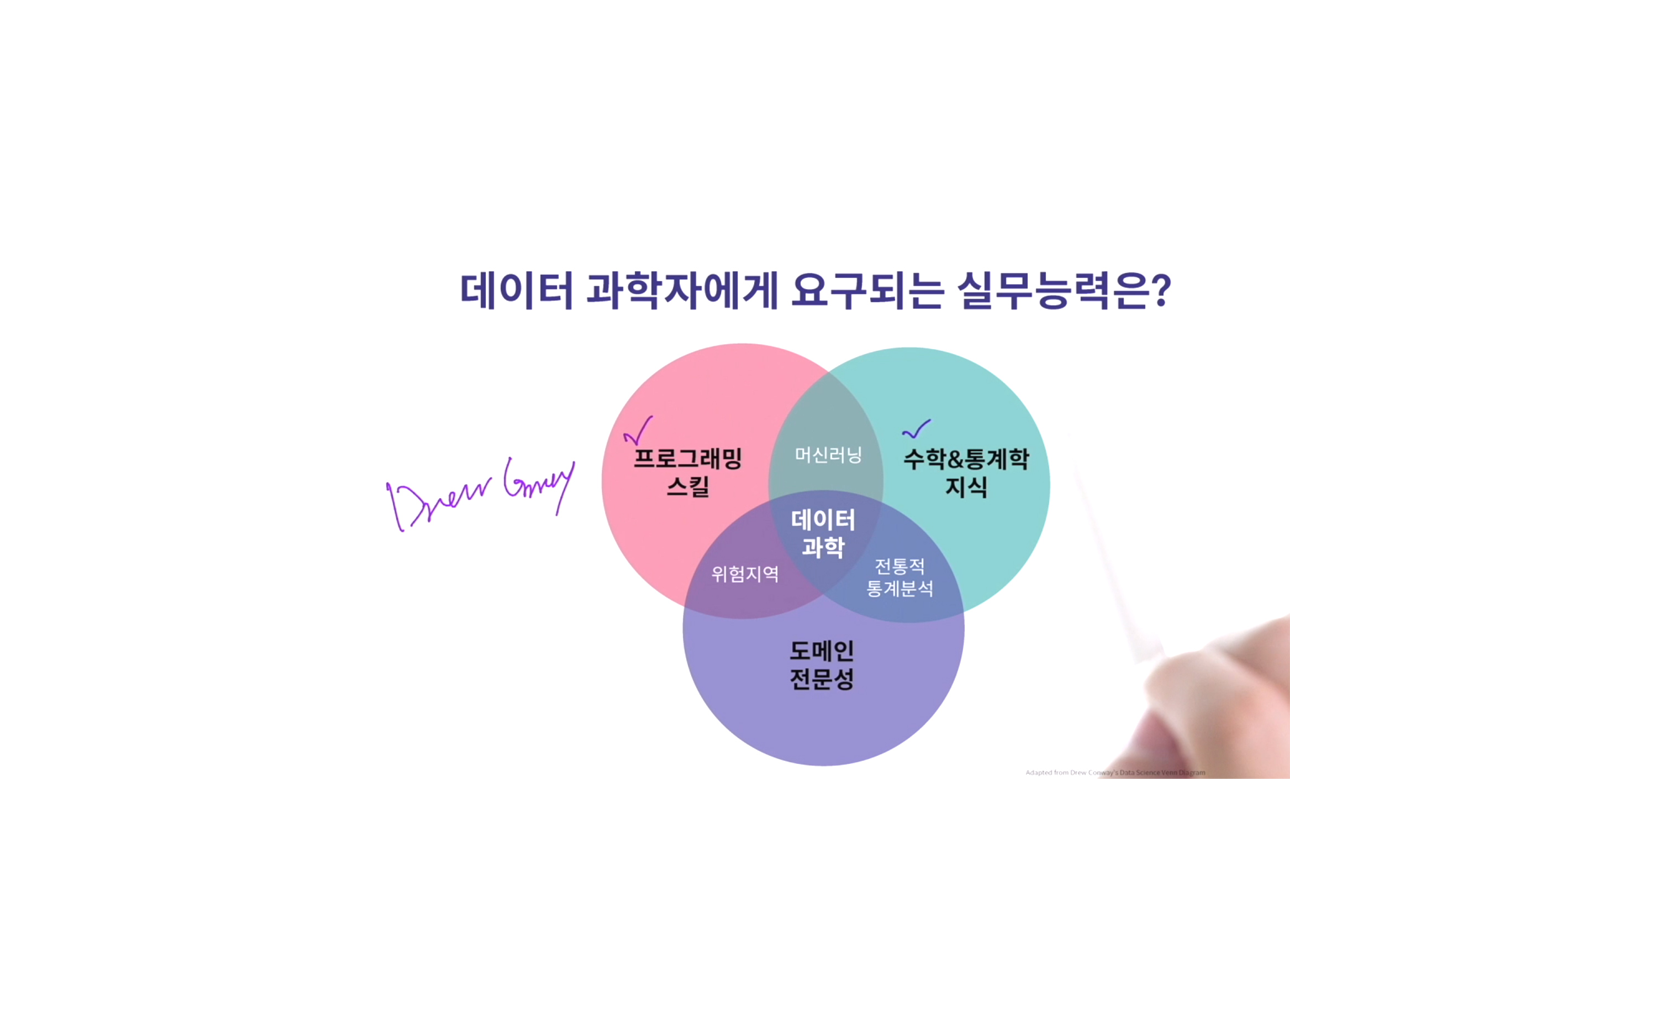 데이터 과학자에게 요구되는 실무능력은?
프로그래밍
스킬
머신러닝
수학&통계학
지식
데이터
과학
위험지역
전통적
통계분석
도메인
전문성
Drew
Adapted from Drew Conway's Data Science Venn Diagram